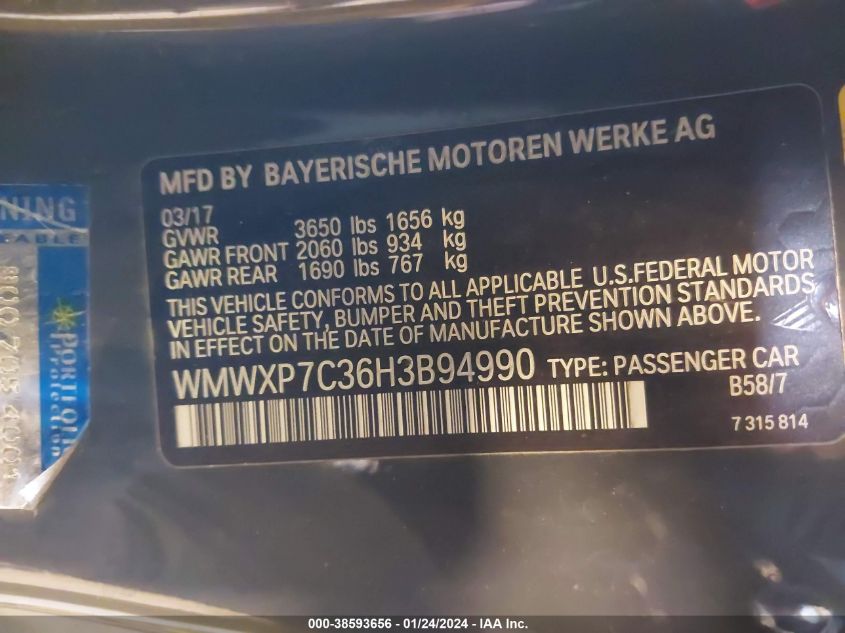 MFD BY BAYERISCHE MOTOREN WERKE AG
03/17
GVWR 3650 lbs 1656 kg
GAWR FRONT 2060 lbs 934 kg
GAWR REAR 1690 lbs 767 kg
THIS VEHICLE CONFORMS TO ALL APPLICABLE U.S.FEDERAL MOTOR
VEHICLE SAFETY, BUMPER AND THEFT PREVENTION STANDARDS
IN EFFECT ON THE DATE OF MANUFACTURE SHOWN ABOVE.
WMWXP7C36H3B94990 TYPE: PASSENGER CAR
B58/7
7 315 814
NING
000-38593656 - 01/24/2024 - IAA Inc.